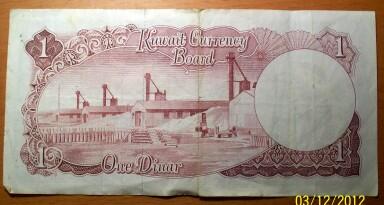 1 Kuwait Currency 1
Board
1 One Dinar 1
03/12/2012